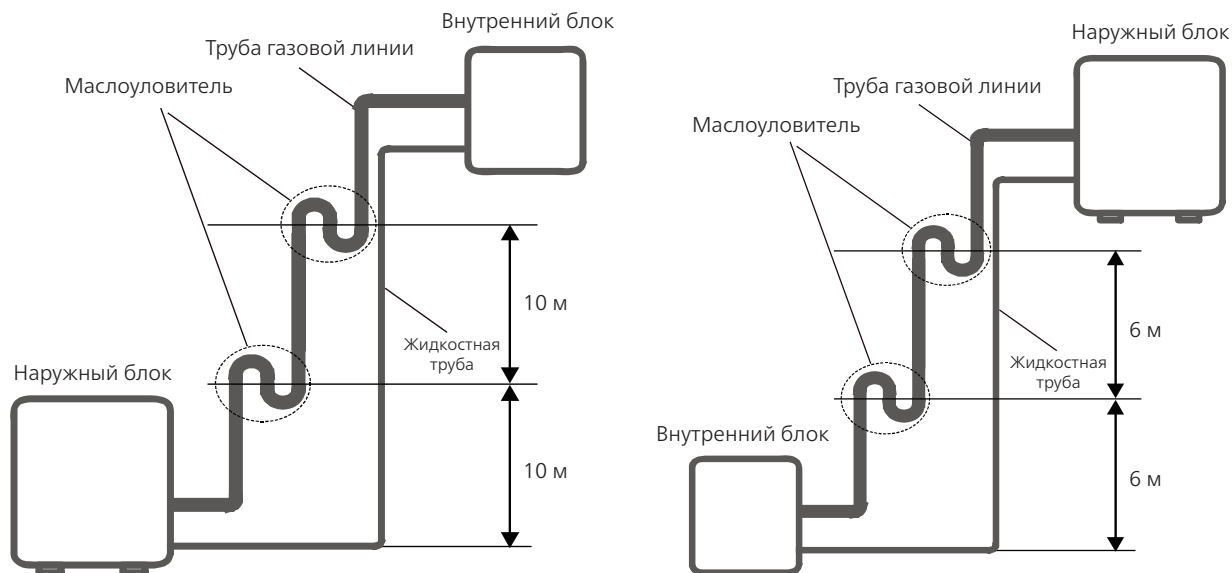 Внутренний блок
Труба газовой линии
Маслоуловитель
10 м
Жидкостная
труба
Наружный блок
10 м
Наружный блок
Труба газовой линии
Маслоуловитель
6 м
Жидкостная
труба
Внутренний блок
6 м